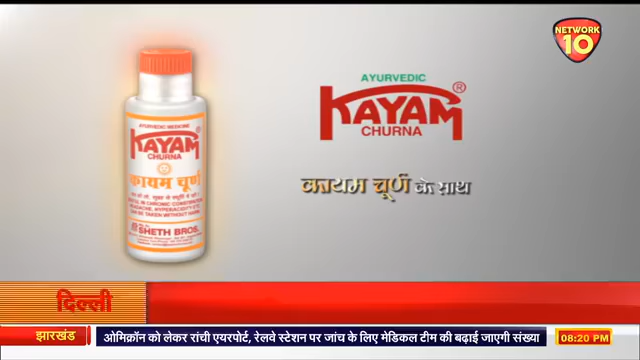 NETWORK
10
AYURVEDIC
KAYAM®
CHURNA
कायम चूर्ण के साथ
AYURVEDIC MEDICINE
KAYAM
CHURNA
कायम चूर्ण
SHETH BROS.
दिल्ली
झारखंड
ओमिक्रॉन को लेकर रांची एयरपोर्ट, रेलवे स्टेशन पर जांच के लिए मेडिकल टीम की बढ़ाई जाएगी संख्या
08:20 PM